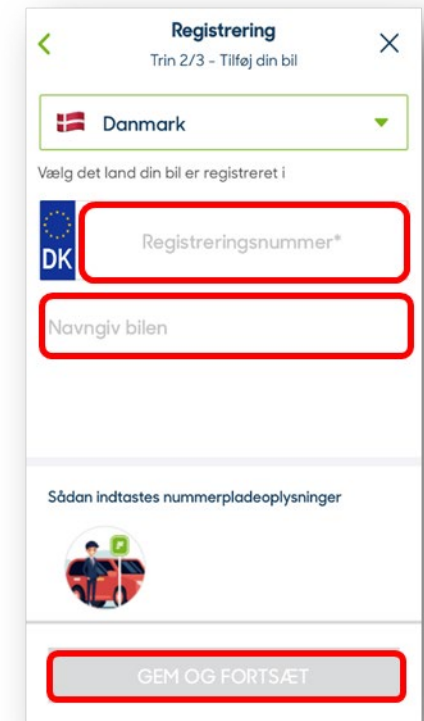 Registrering
Trin 2/3 - Tilføj din bil
Danmark
Vælg det land din bil er registreret i
DK
Registreringsnummer*
Navngiv bilen
Sådan indtastes nummerpladeoplysninger
P
GEM OG FORTSÆT